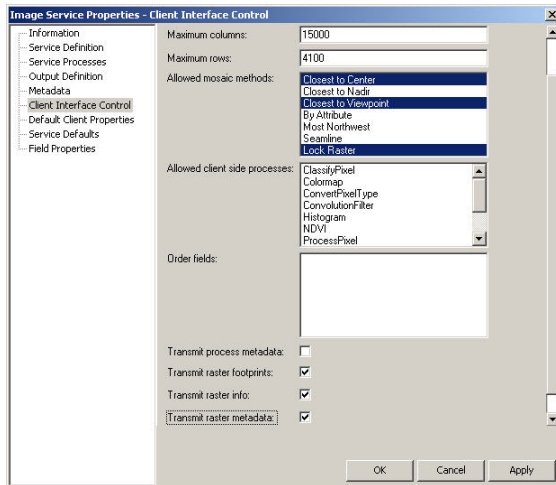 Image Service Properties - Client Interface Control
Information
Service Definition
Service Processes
Output Definition
Metadata
Client Interface Control
Default Client Properties
Service Defaults
Field Properties
Maximum columns: 15000
Maximum rows: 4100
Allowed mosaic methods:
Closest to Center
Closest to Nadir
Closest to Viewpoint
By Attribute
Most Northwest
Seamline
Lock Raster
Allowed client side processes:
ClassifyPixel
Colormap
ConvertPixelType
ConvolutionFilter
Histogram
NDVI
ProcessPixel
Order fields:
Transmit process metadata:
Transmit raster footprints:
Transmit raster info:
Transmit raster metadata:
OK Cancel Apply